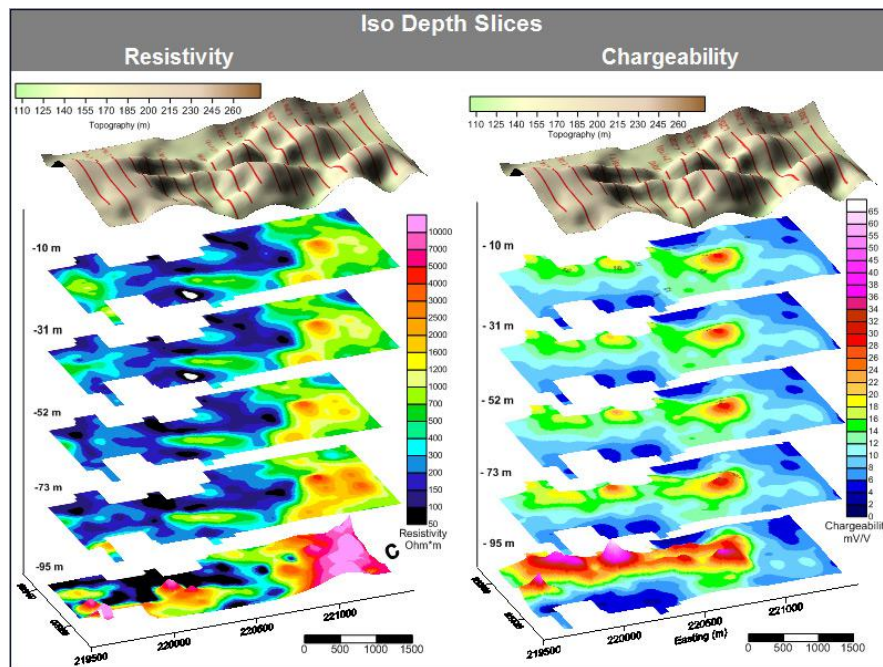 Iso Depth Slices
Resistivity
Chargeability
110 125 140 155 170 185 200 215 230 245 260
Topography (m)
110 125 140 155 170 185 200 215 230 245 260
Topography (m)
-10 m
-31 m
-52 m
-73 m
-95 m
10000
7000
5000
4000
3000
2000
1600
1200
1000
700
500
400
300
200
150
100
50
Resistivity
Ohm*m
C
219500
220000
220500
221000
0 500 1000 1500
- 10 m
- 31 m
- 52 m
- 73 m
- 95 m
65
60
55
50
45
40
38
36
34
32
30
28
26
24
22
20
18
16
14
12
10
8
6
4
2
0
Chargeability
mV/V
219500
220000
220500
221000
Easting (m)
0 500 1000 1500